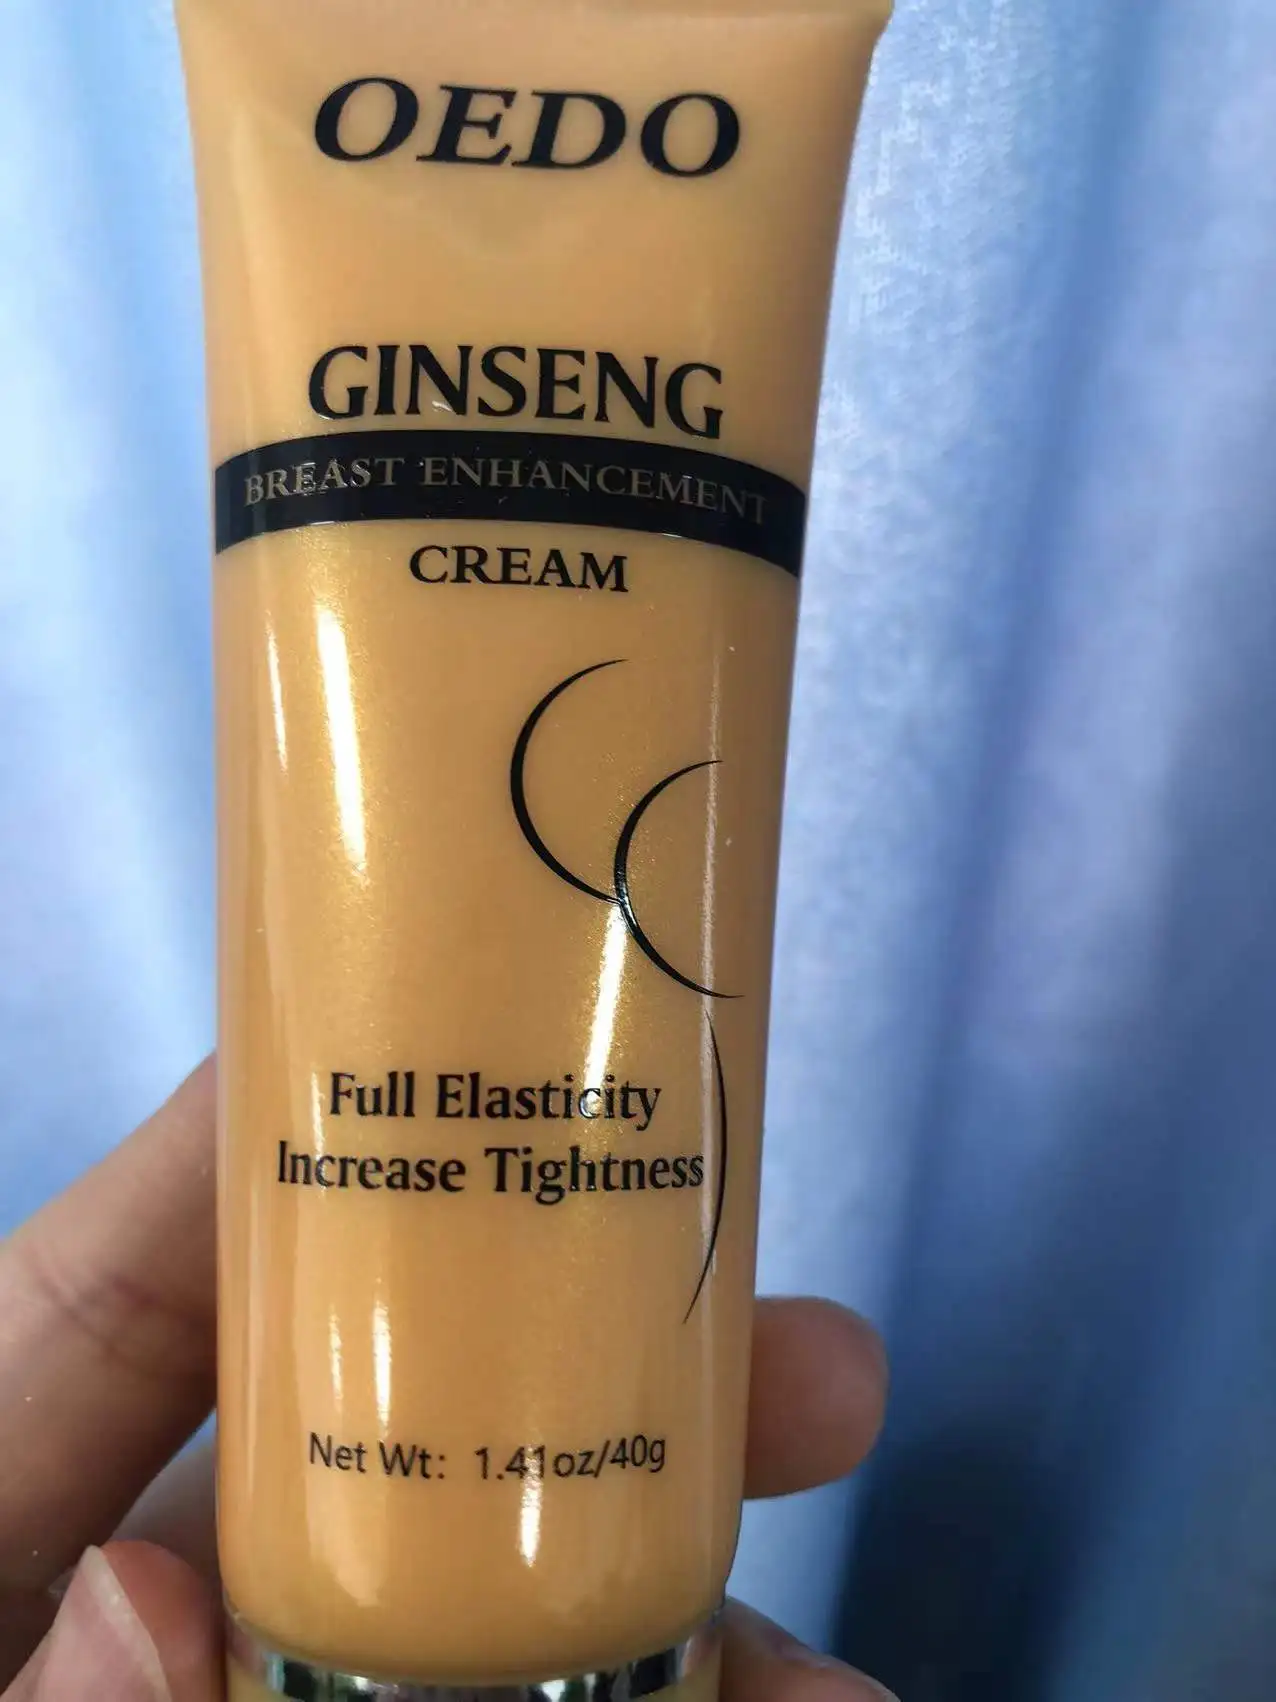 OEDO
GINSENG
BREAST ENHANCEMENT
CREAM
Full Elasticity
Increase Tightness
Net Wt: 1.41oz/40g